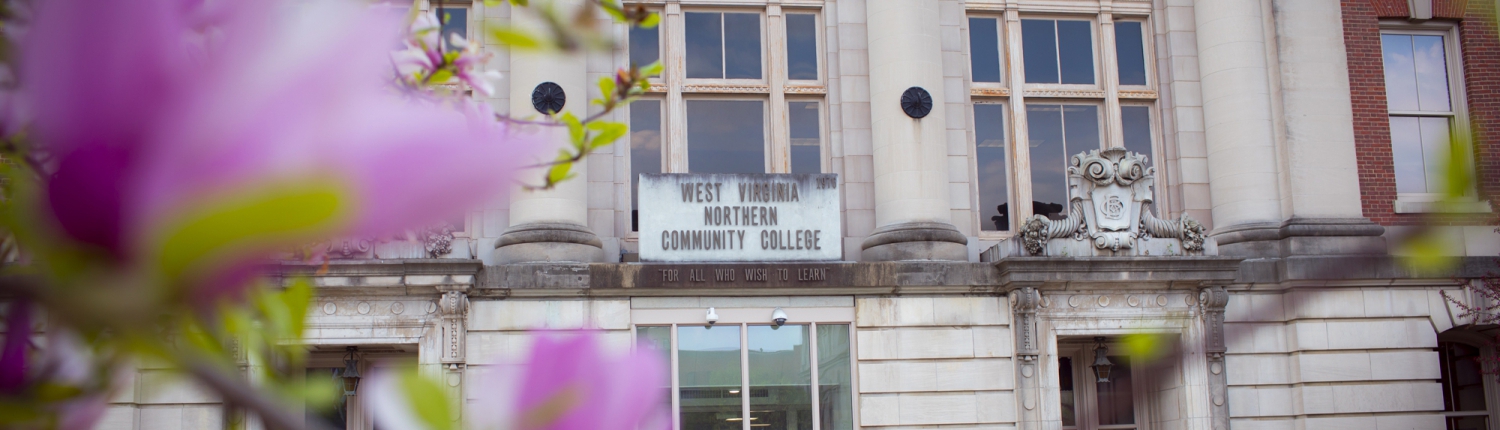 WEST VIRGINIA
NORTHERN
COMMUNITY COLLEGE
"FOR ALL WHO WISH TO LEARN"